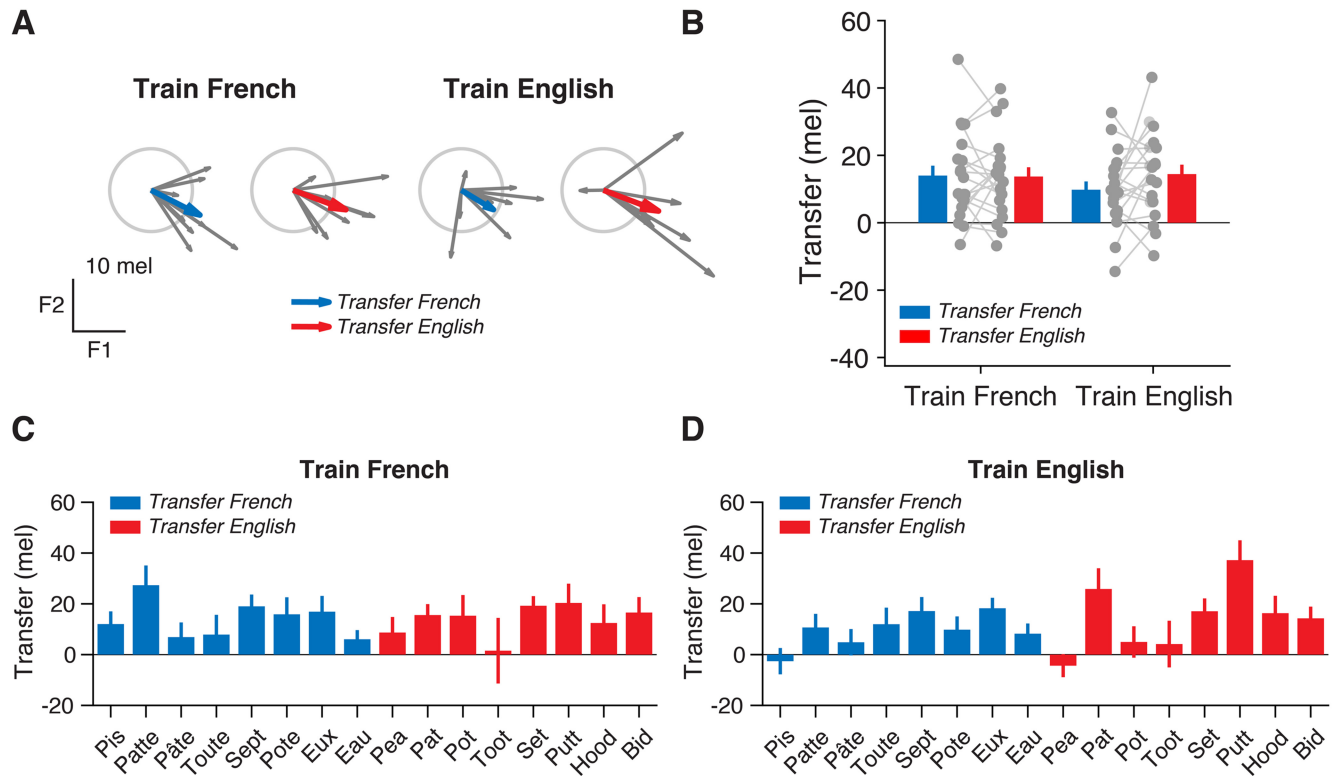 A
Train French
Train English
10 mel
F2
F1
Transfer French
Transfer English
B
Transfer (mel)
60
40
20
0
-20
-40
Transfer French
Transfer English
Train French
Train English
C
Train French
Transfer (mel)
60
40
20
0
-20
Transfer French
Transfer English
Pis
Patte
Pâte
Toute
Sept
Pote
Eux
Eau
Pea
Pat
Pot
Toot
Set
Putt
Hood
Bid
D
Train English
Transfer (mel)
60
40
20
0
-20
Transfer French
Transfer English
Pis
Patte
Pâte
Toute
Sept
Pote
Eux
Eau
Pea
Pat
Pot
Toot
Set
Putt
Hood
Bid